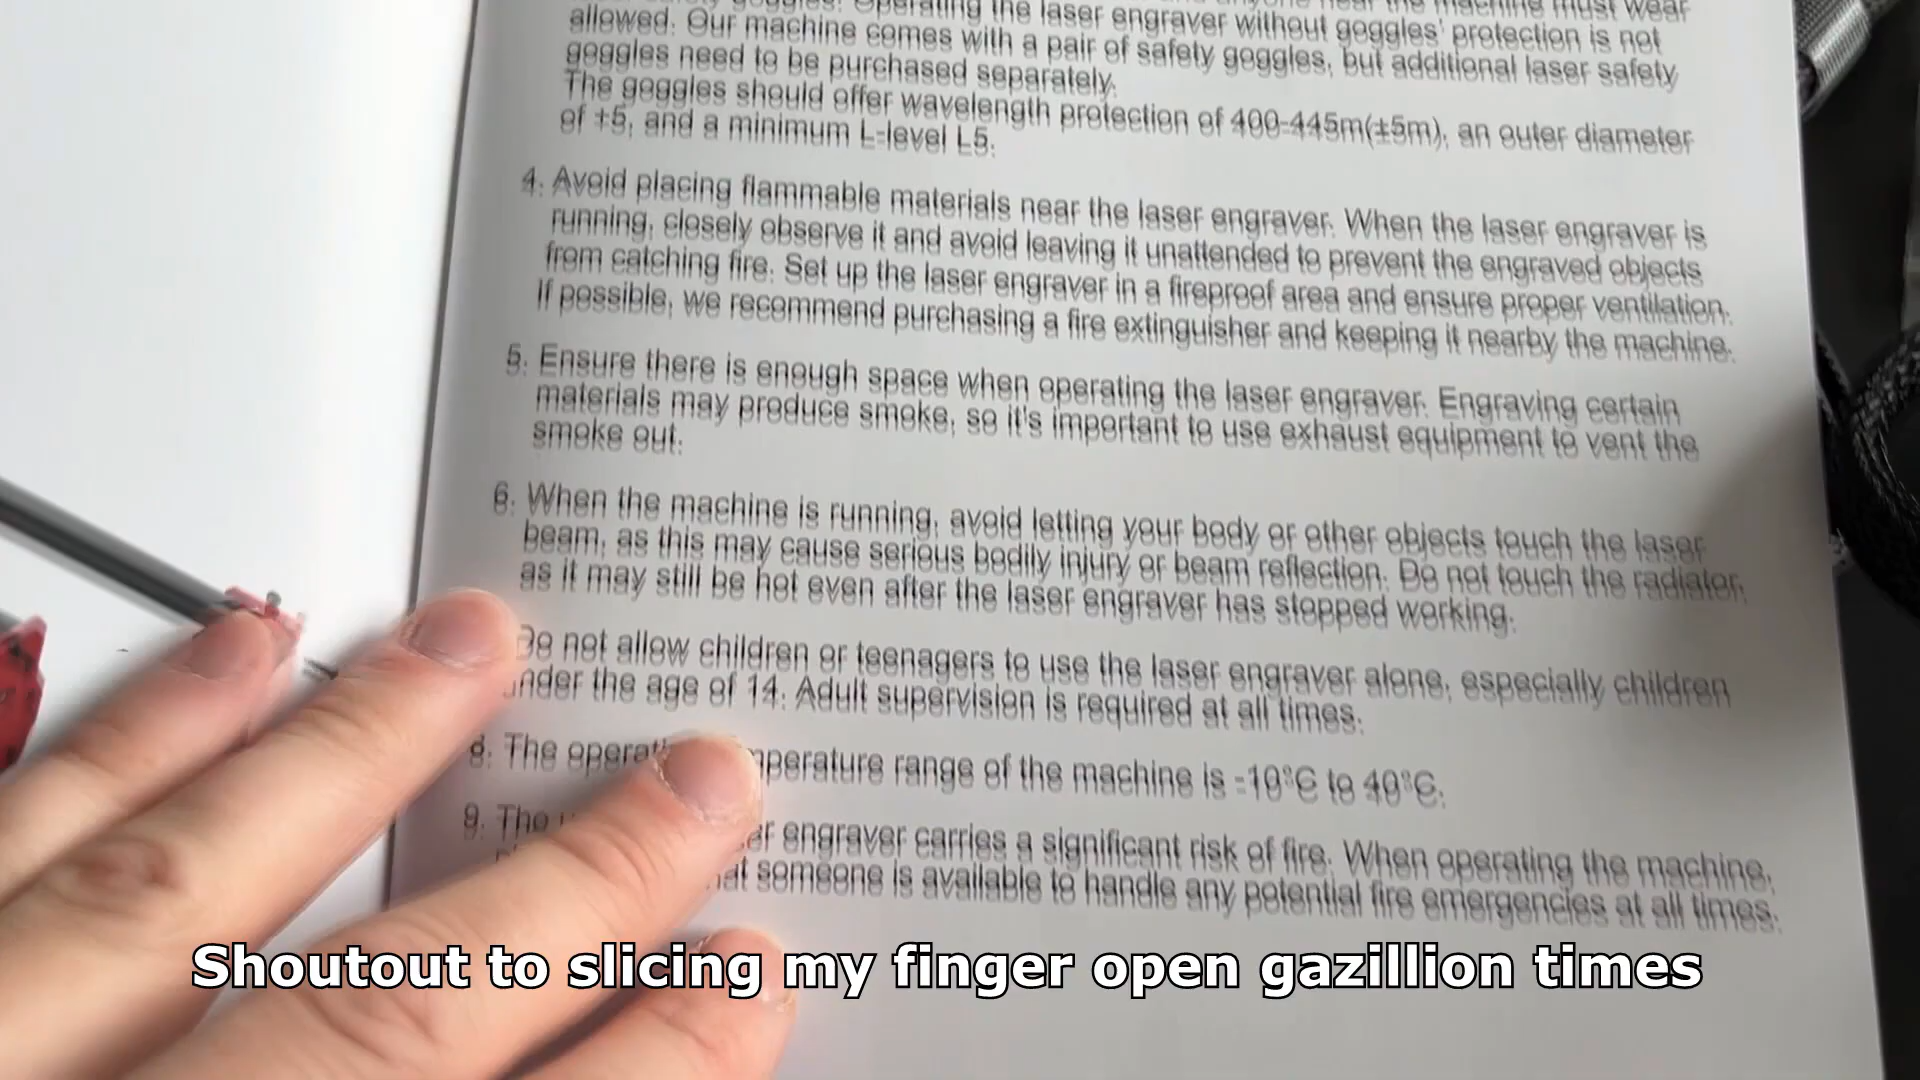 goggles. Operating the laser engraver without goggles' protection is not
allowed. Our machine comes with a pair of safety goggles, but additional laser safety
goggles need to be purchased separately.
The goggles should offer wavelength protection of 400-445m(±5m), an outer diameter
of +5, and a minimum L-level L5.
4. Avoid placing flammable materials near the laser engraver. When the laser engraver is
running, closely observe it and avoid leaving it unattended to prevent the engraved objects
from catching fire. Set up the laser engraver in a fireproof area and ensure proper ventilation.
If possible, we recommend purchasing a fire extinguisher and keeping it nearby the machine.
5. Ensure there is enough space when operating the laser engraver. Engraving certain
materials may produce smoke, so it's important to use exhaust equipment to vent the
smoke out.
6. When the machine is running, avoid letting your body or other objects touch the laser
beam, as this may cause serious bodily injury or beam reflection. Do not touch the radiator,
as it may still be hot even after the laser engraver has stopped working.
Do not allow children or teenagers to use the laser engraver alone, especially children
under the age of 14. Adult supervision is required at all times.
8. The range of the machine is -10°C to 40°C.
9. The engraver carries a significant risk of fire. When operating the machine,
someone is available to handle any potential fire emergencies at all times.
Shoutout to slicing my finger open gazillion times